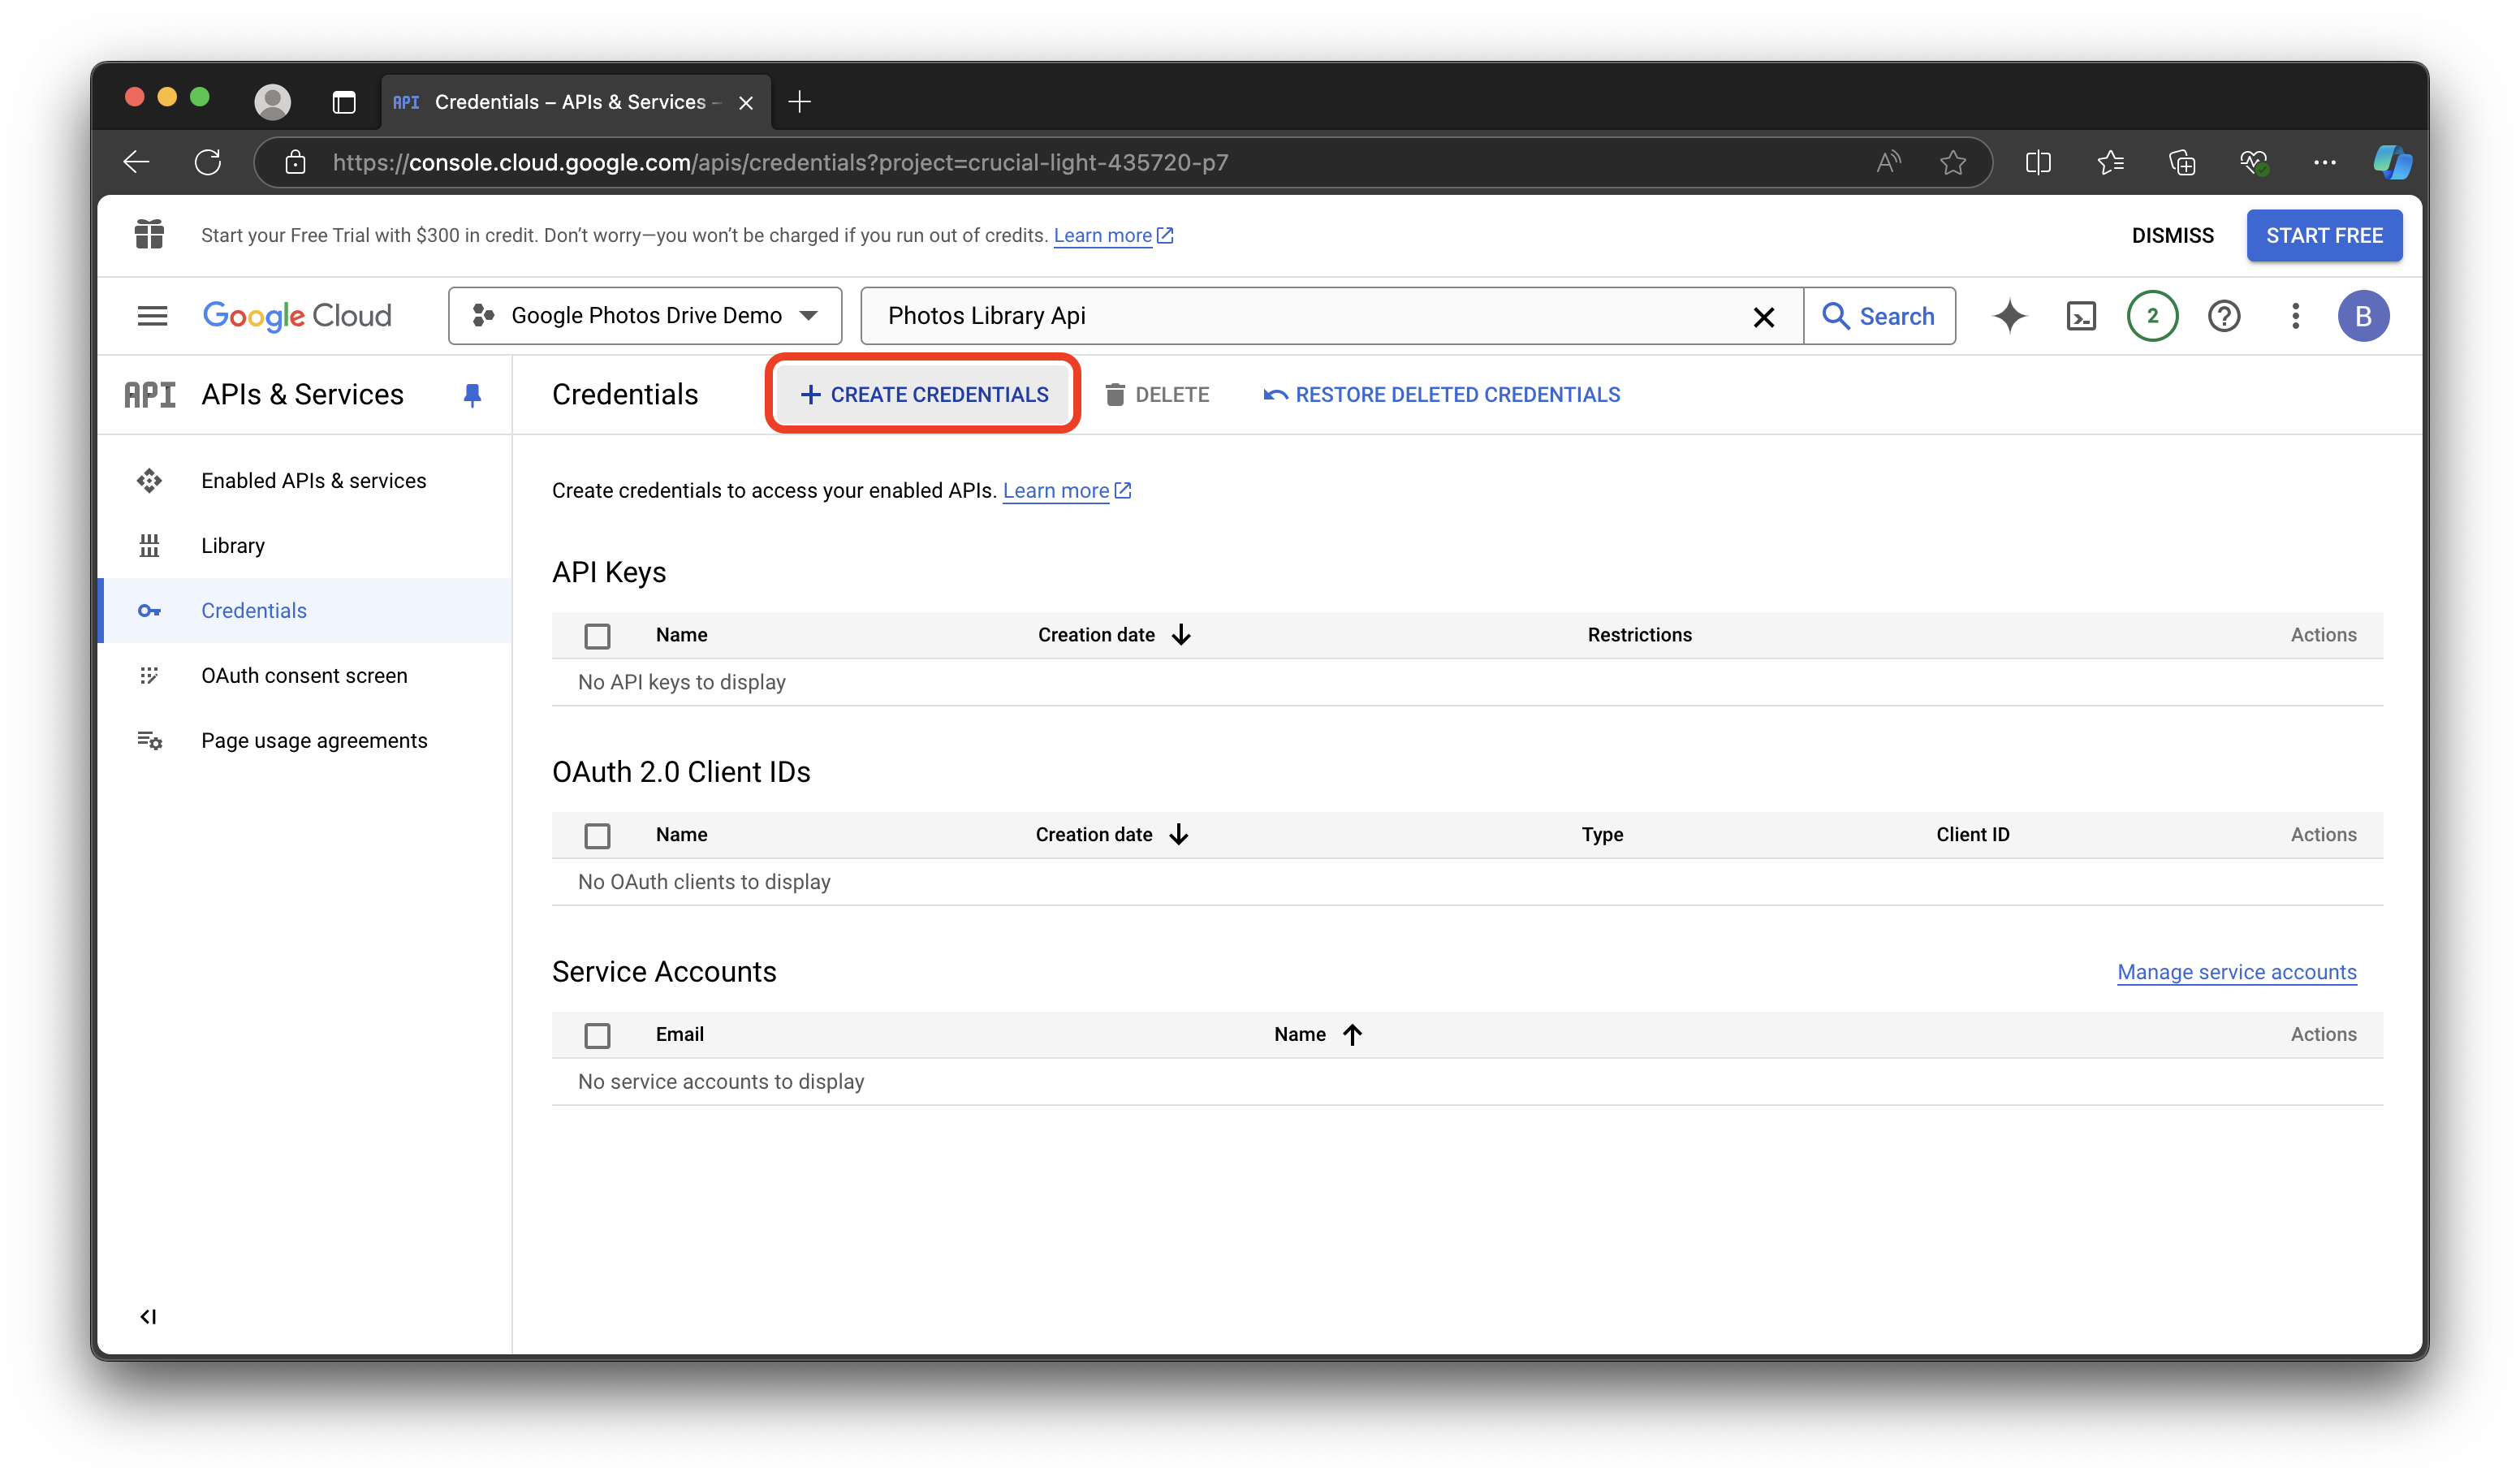 API Credentials – APIs & Services –
https://console.cloud.google.com/apis/credentials?project=crucial-light-435720-p7
Start your Free Trial with $300 in credit. Don’t worry—you won’t be charged if you run out of credits. Learn more DISMISS START FREE
Google Cloud Google Photos Drive Demo Photos Library Api Search 2 B
API APIs & Services Credentials + CREATE CREDENTIALS DELETE RESTORE DELETED CREDENTIALS
Enabled APIs & services
Library
Credentials
OAuth consent screen
Page usage agreements
Create credentials to access your enabled APIs. Learn more
API Keys
Name Creation date Restrictions Actions
No API keys to display
OAuth 2.0 Client IDs
Name Creation date Type Client ID Actions
No OAuth clients to display
Service Accounts Manage service accounts
Email Name Actions
No service accounts to display